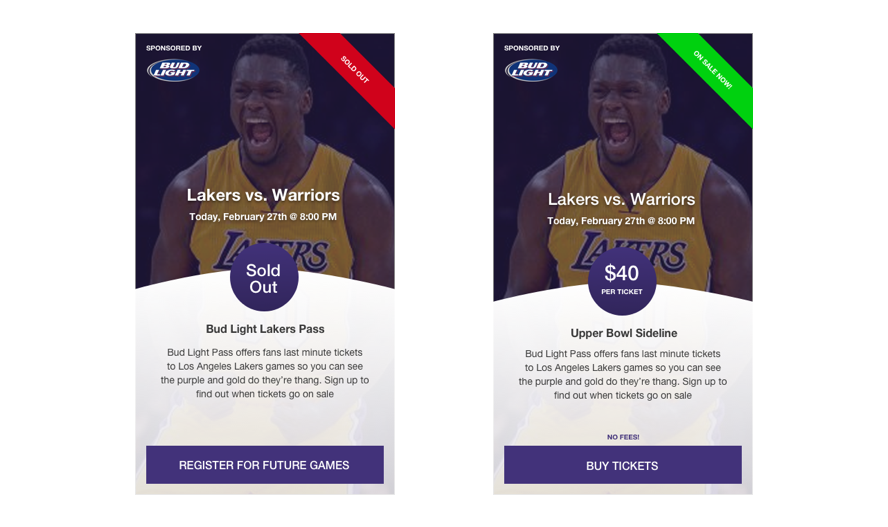 SPONSORED BY
BUD
LIGHT
SOLD OUT
Lakers vs. Warriors
Today, February 27th @ 8:00 PM
LAKERS
Sold
Out
Bud Light Lakers Pass
Bud Light Pass offers fans last minute tickets
to Los Angeles Lakers games so you can see
the purple and gold do they're thang. Sign up to
find out when tickets go on sale
REGISTER FOR FUTURE GAMES
SPONSORED BY
BUD
LIGHT
ON SALE NOW!
Lakers vs. Warriors
Today, February 27th @ 8:00 PM
LAKERS
$40
PER TICKET
Upper Bowl Sideline
Bud Light Pass offers fans last minute tickets
to Los Angeles Lakers games so you can see
the purple and gold do they're thang. Sign up to
find out when tickets go on sale
NO FEES!
BUY TICKETS